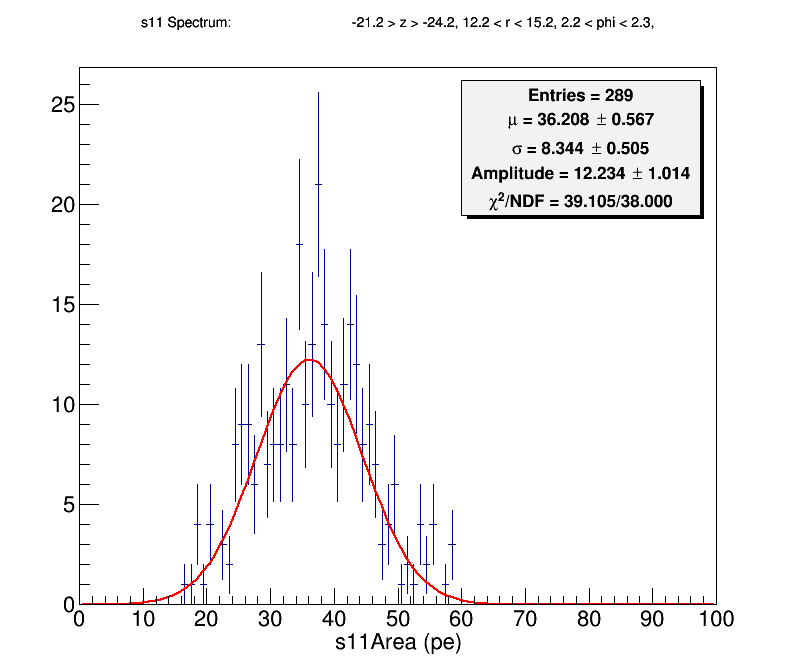 s11 Spectrum: -21.2 > z > -24.2, 12.2 < r < 15.2, 2.2 < phi < 2.3,
Entries = 289
μ = 36.208 ± 0.567
σ = 8.344 ± 0.505
Amplitude = 12.234 ± 1.014
χ²/NDF = 39.105/38.000
25
20
15
10
5
0
0 10 20 30 40 50 60 70 80 90 100
s11Area (pe)